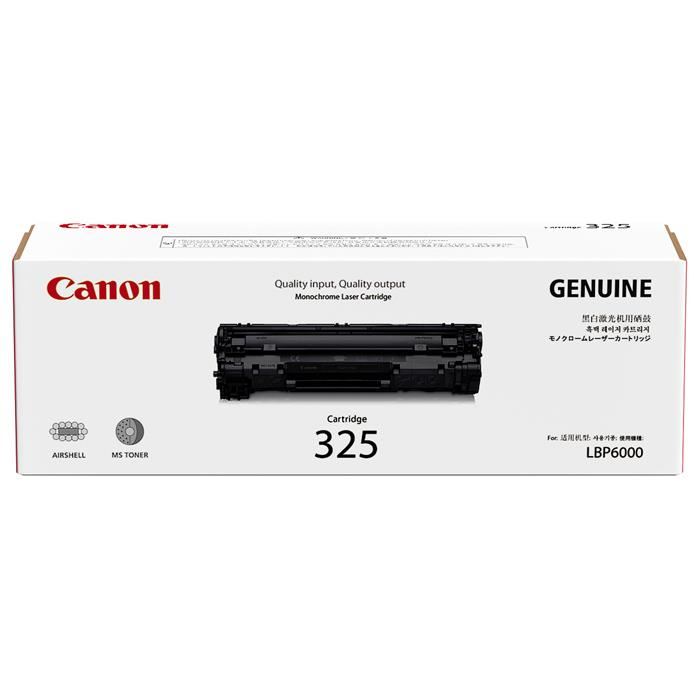 Canon
Cartridge 325
Canon
Quality input, Quality output
Monochrome Laser Cartridge
GENUINE
黑白激光机用硒鼓
흑백 레이저 카트리지
モノクロームレーザーカートリッジ
Cartridge
325
AIRSHELL
MS TONER
For: 适用机型: 사용기종: 使用機種:
LBP6000